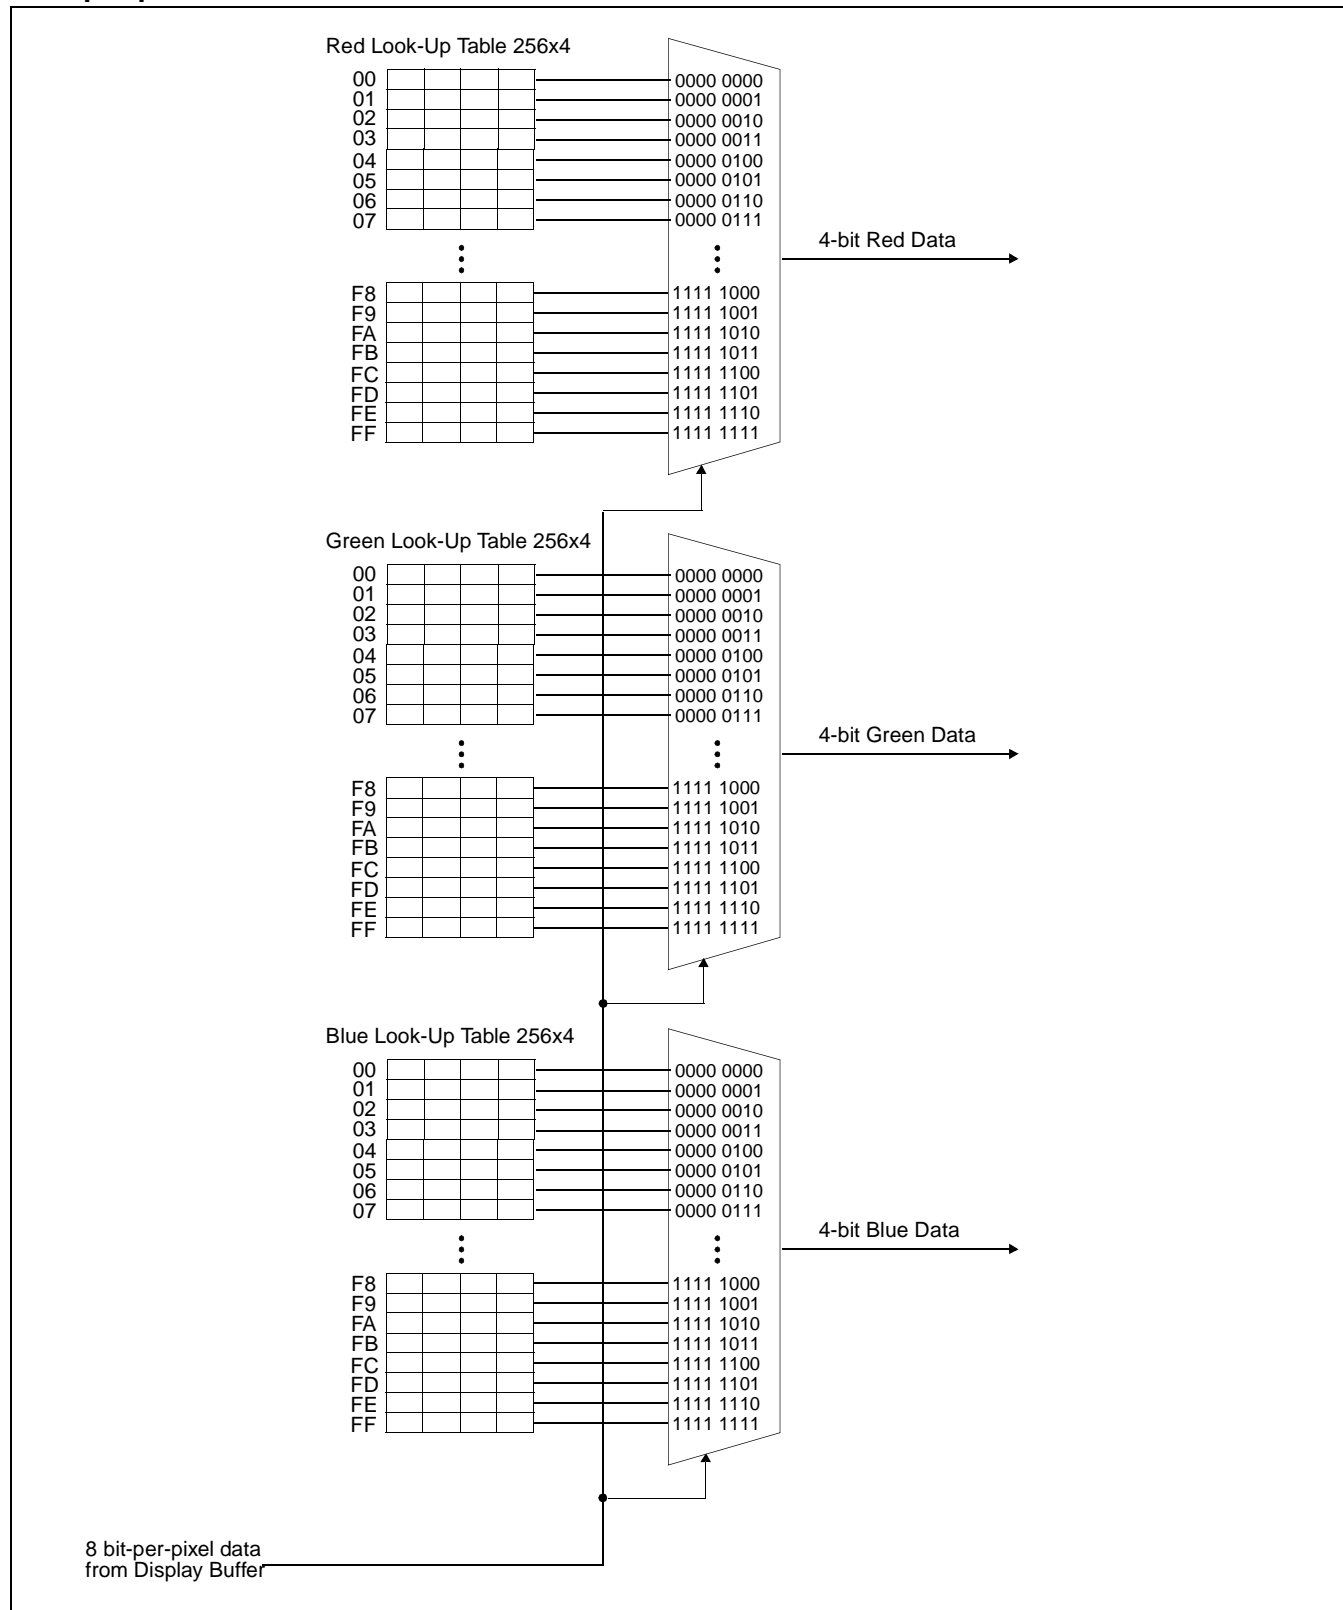 Red Look-Up Table 256x4
00 0000 0000
01 0000 0001
02 0000 0010
03 0000 0011
04 0000 0100
05 0000 0101
06 0000 0110
07 0000 0111
4-bit Red Data
F8 1111 1000
F9 1111 1001
FA 1111 1010
FB 1111 1011
FC 1111 1100
FD 1111 1101
FE 1111 1110
FF 1111 1111
Green Look-Up Table 256x4
00 0000 0000
01 0000 0001
02 0000 0010
03 0000 0011
04 0000 0100
05 0000 0101
06 0000 0110
07 0000 0111
4-bit Green Data
F8 1111 1000
F9 1111 1001
FA 1111 1010
FB 1111 1011
FC 1111 1100
FD 1111 1101
FE 1111 1110
FF 1111 1111
Blue Look-Up Table 256x4
00 0000 0000
01 0000 0001
02 0000 0010
03 0000 0011
04 0000 0100
05 0000 0101
06 0000 0110
07 0000 0111
4-bit Blue Data
F8 1111 1000
F9 1111 1001
FA 1111 1010
FB 1111 1011
FC 1111 1100
FD 1111 1101
FE 1111 1110
FF 1111 1111
8 bit-per-pixel data
from Display Buffer